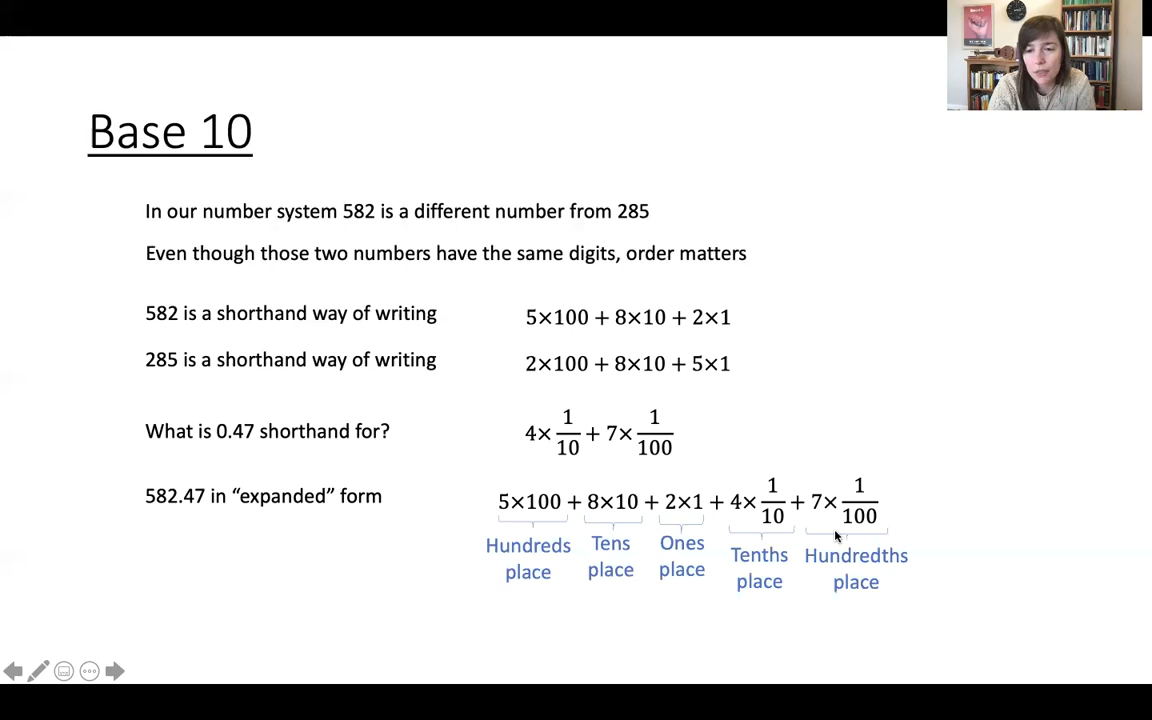 Base 10
In our number system 582 is a different number from 285
Even though those two numbers have the same digits, order matters
582 is a shorthand way of writing 5×100 + 8×10 + 2×1
285 is a shorthand way of writing 2×100 + 8×10 + 5×1
What is 0.47 shorthand for? 4× 1/10 + 7× 1/100
582.47 in “expanded” form 5×100 + 8×10 + 2×1 + 4× 1/10 + 7× 1/100
Hundreds place
Tens place
Ones place
Tenths place
Hundredths place